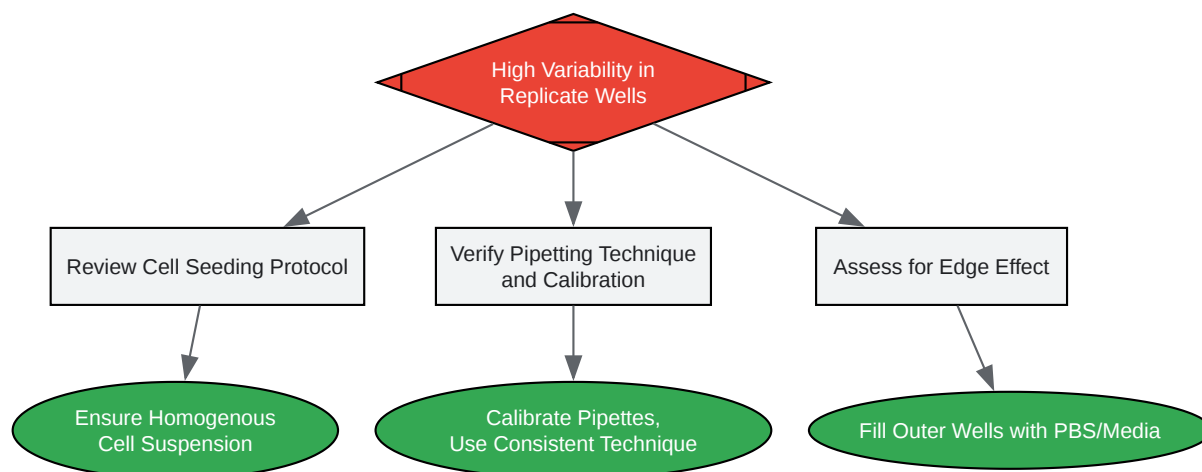 High Variability in
Replicate Wells
Review Cell Seeding Protocol
Verify Pipetting Technique
and Calibration
Assess for Edge Effect
Ensure Homogenous
Cell Suspension
Calibrate Pipettes,
Use Consistent Technique
Fill Outer Wells with PBS/Media